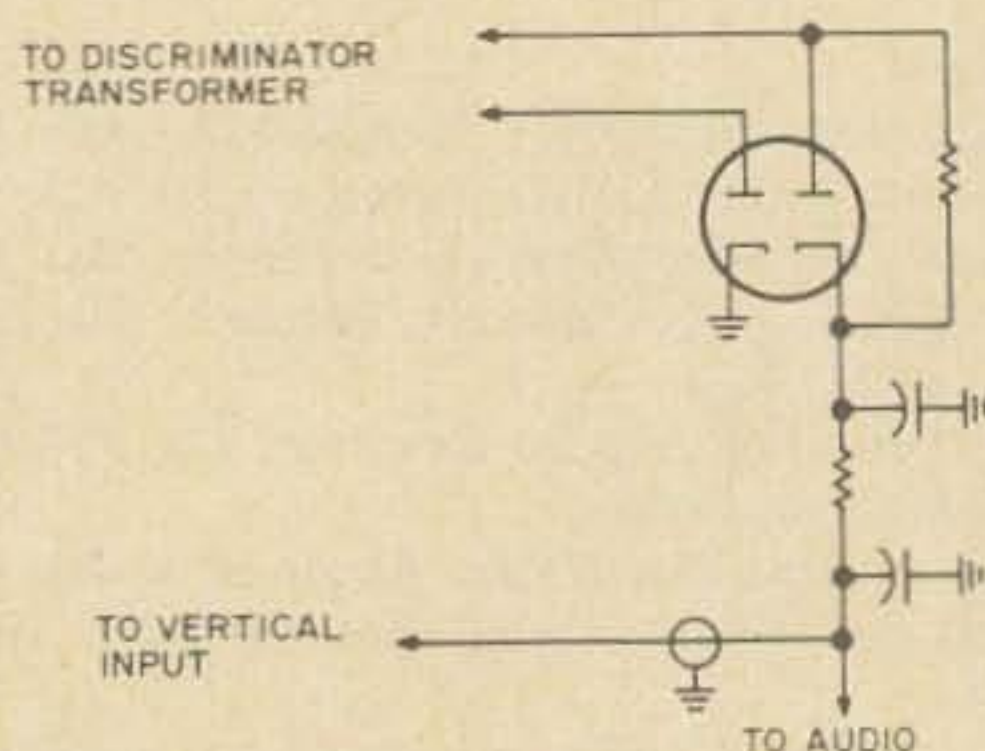 TO DISCRIMINATOR
TRANSFORMER
TO VERTICAL
INPUT
TO AUDIO